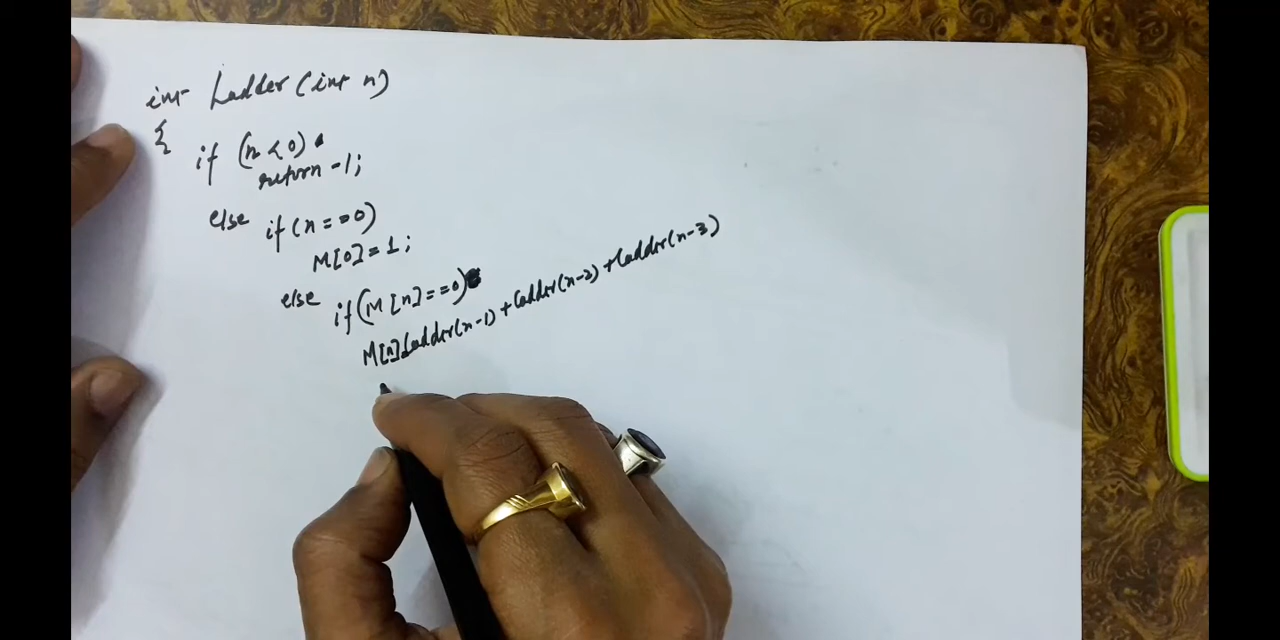 int Ladder (int n)
{
if (n < 0)
return -1;
else if (n == 0)
M[0] = 1;
else if (M[n] == 0)
M[n] Ladder(n-1) + Ladder(n-2) + Ladder(n-3)